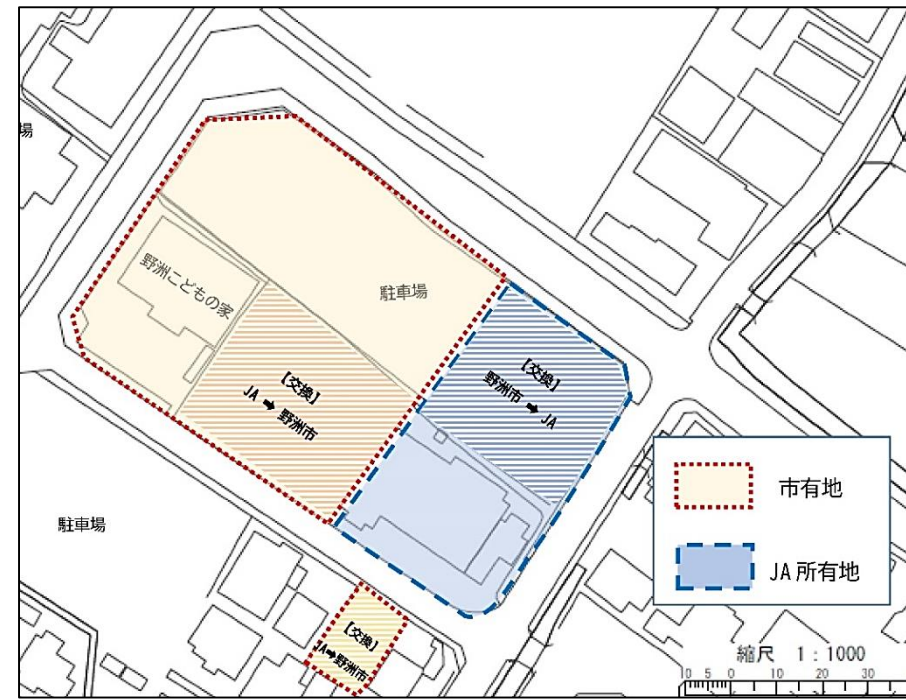 場
野洲こどもの家
駐車場
【交換】
JA ➡ 野洲市
【交換】
野洲市 ➡ JA
駐車場
【交換】
JA➡野洲市
市有地
JA 所有地
縮尺 1：1000
10 5 0 10 20 30